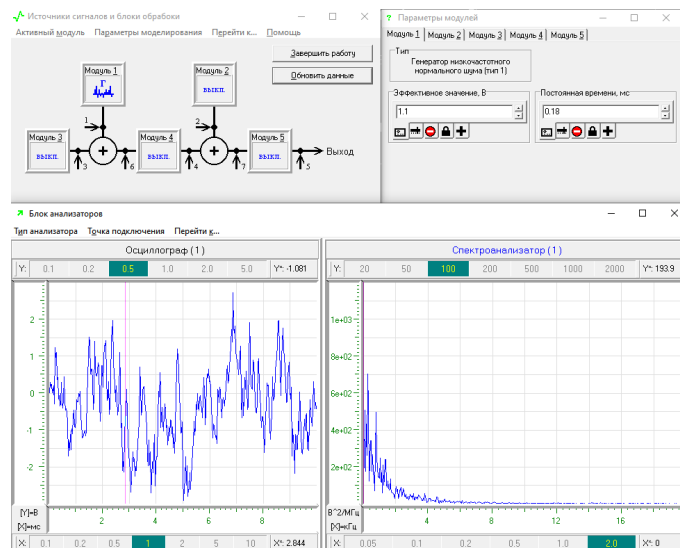 Источники сигналов и блоки обрабоки
Активный модуль Параметры моделирования Перейти к... Помощь
Завершить работу
Обновить данные
Модуль 1
Г
Модуль 2
ВЫКЛ.
1
2
Модуль 3
ВЫКЛ.
Модуль 4
ВЫКЛ.
Модуль 5
ВЫКЛ.
Выход
3
6
4
7
5
Параметры модулей
Модуль 1 Модуль 2 Модуль 3 Модуль 4 Модуль 5
Тип
Генератор низкочастотного
нормального шума (тип 1)
Эффективное значение, В
1.1
Постоянная времени, мс
0.18
Блок анализаторов
Тип анализатора Точка подключения Перейти к...
Осциллограф ( 1 )
Y: 0.1 0.2 0.5 1.0 2.0 5.0 Y*: -1.081
2
0
-2
[Y]=В
[X]=мс
2 4 6 8
X: 0.1 0.2 0.5 1 2 5 10 X*: 2.844
Спектроанализатор ( 1 )
Y: 20 50 100 200 500 1000 2000 Y*: 193.9
1e+03
8e+02
6e+02
4e+02
2e+02
В^2/МГц
[X]=кГц
4 8 12 16
X: 0.05 0.1 0.2 0.5 1.0 2.0 X*: 0